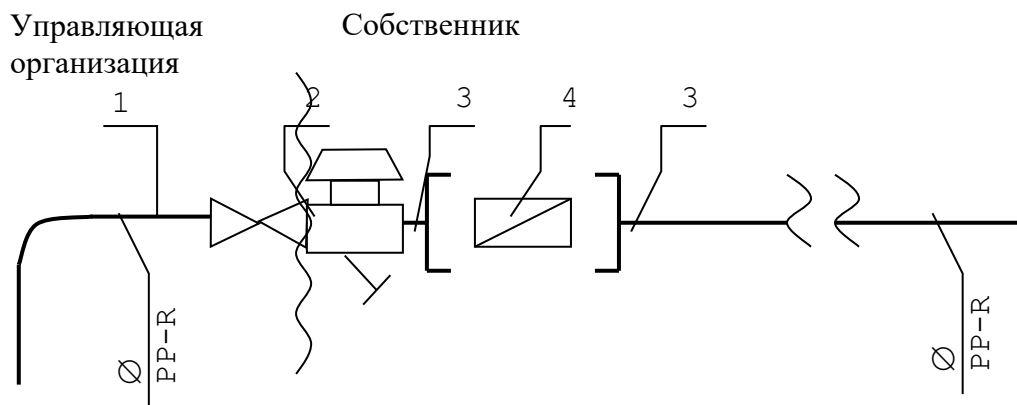 Управляющая
организация
Собственник
1
2
3
4
3
Ø
PP-R
Ø
PP-R